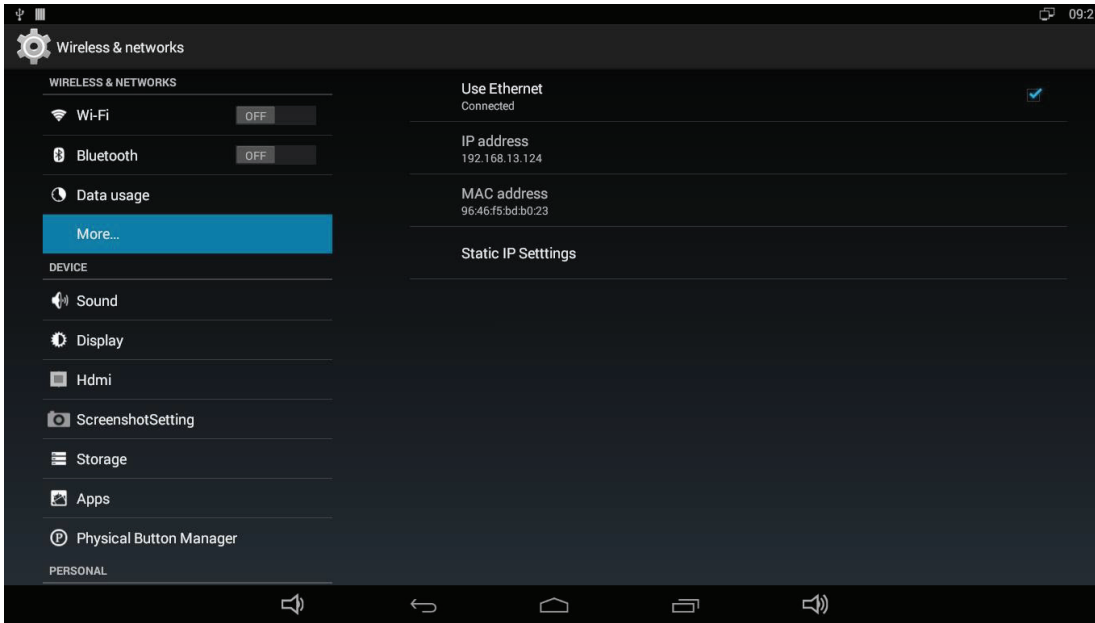 09:2
Wireless & networks
WIRELESS & NETWORKS
Wi-Fi
OFF
Bluetooth
OFF
Data usage
More...
DEVICE
Sound
Display
Hdmi
ScreenshotSetting
Storage
Apps
Physical Button Manager
PERSONAL
Use Ethernet
Connected
IP address
192.168.13.124
MAC address
96:46:f5:bd:b0:23
Static IP Setttings